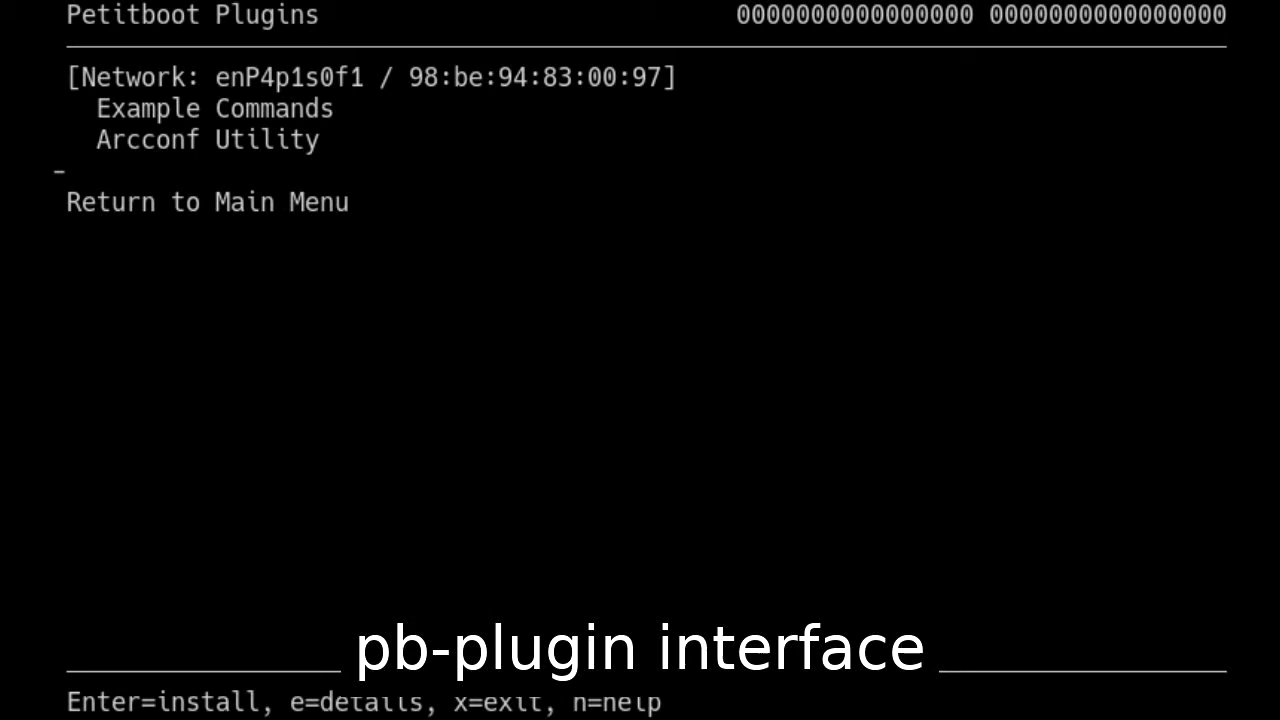 Petitboot Plugins 0000000000000000 0000000000000000
[Network: enP4p1s0f1 / 98:be:94:83:00:97]
Example Commands
Arcconf Utility
Return to Main Menu
pb-plugin interface
Enter=install, e=details, x=exit, h=help